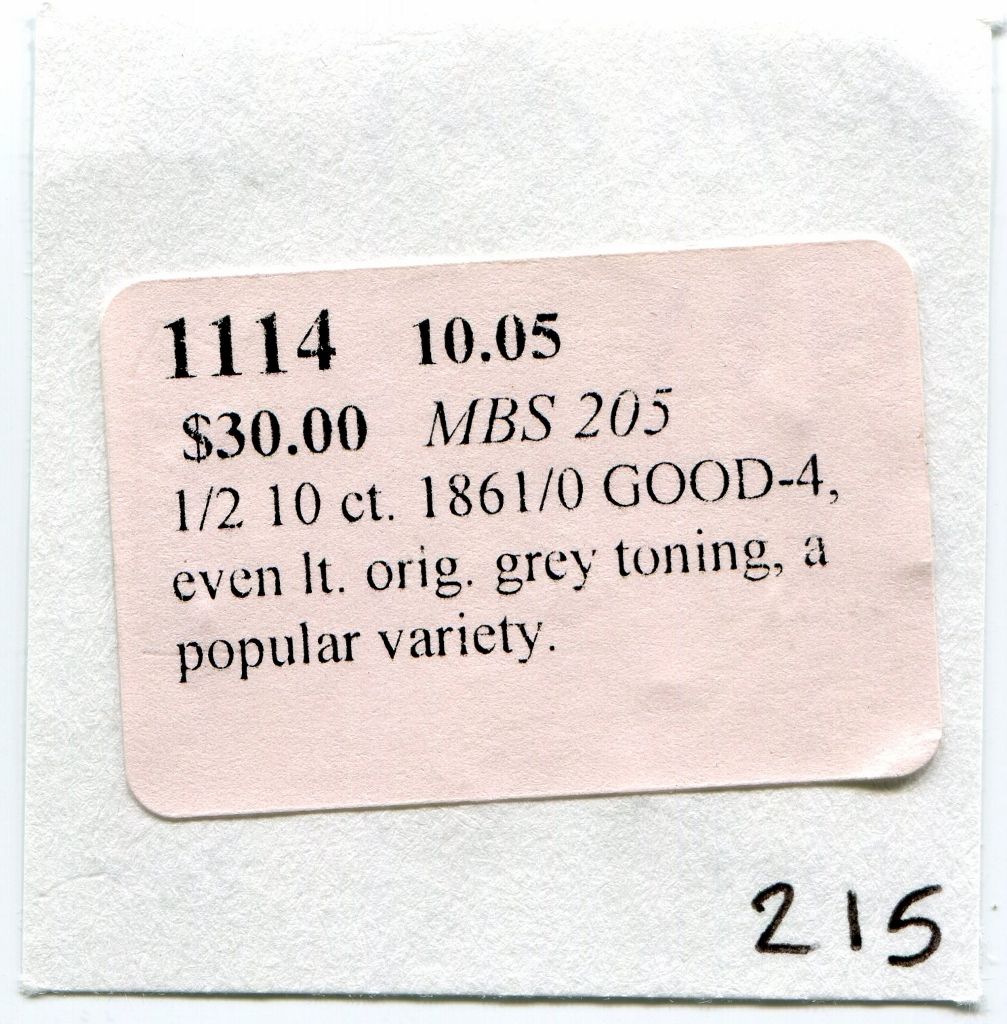 1114 10.05
$30.00 MBS 205
1/2 10 ct. 1861/0 GOOD-4,
even lt. orig. grey toning, a
popular variety.
215